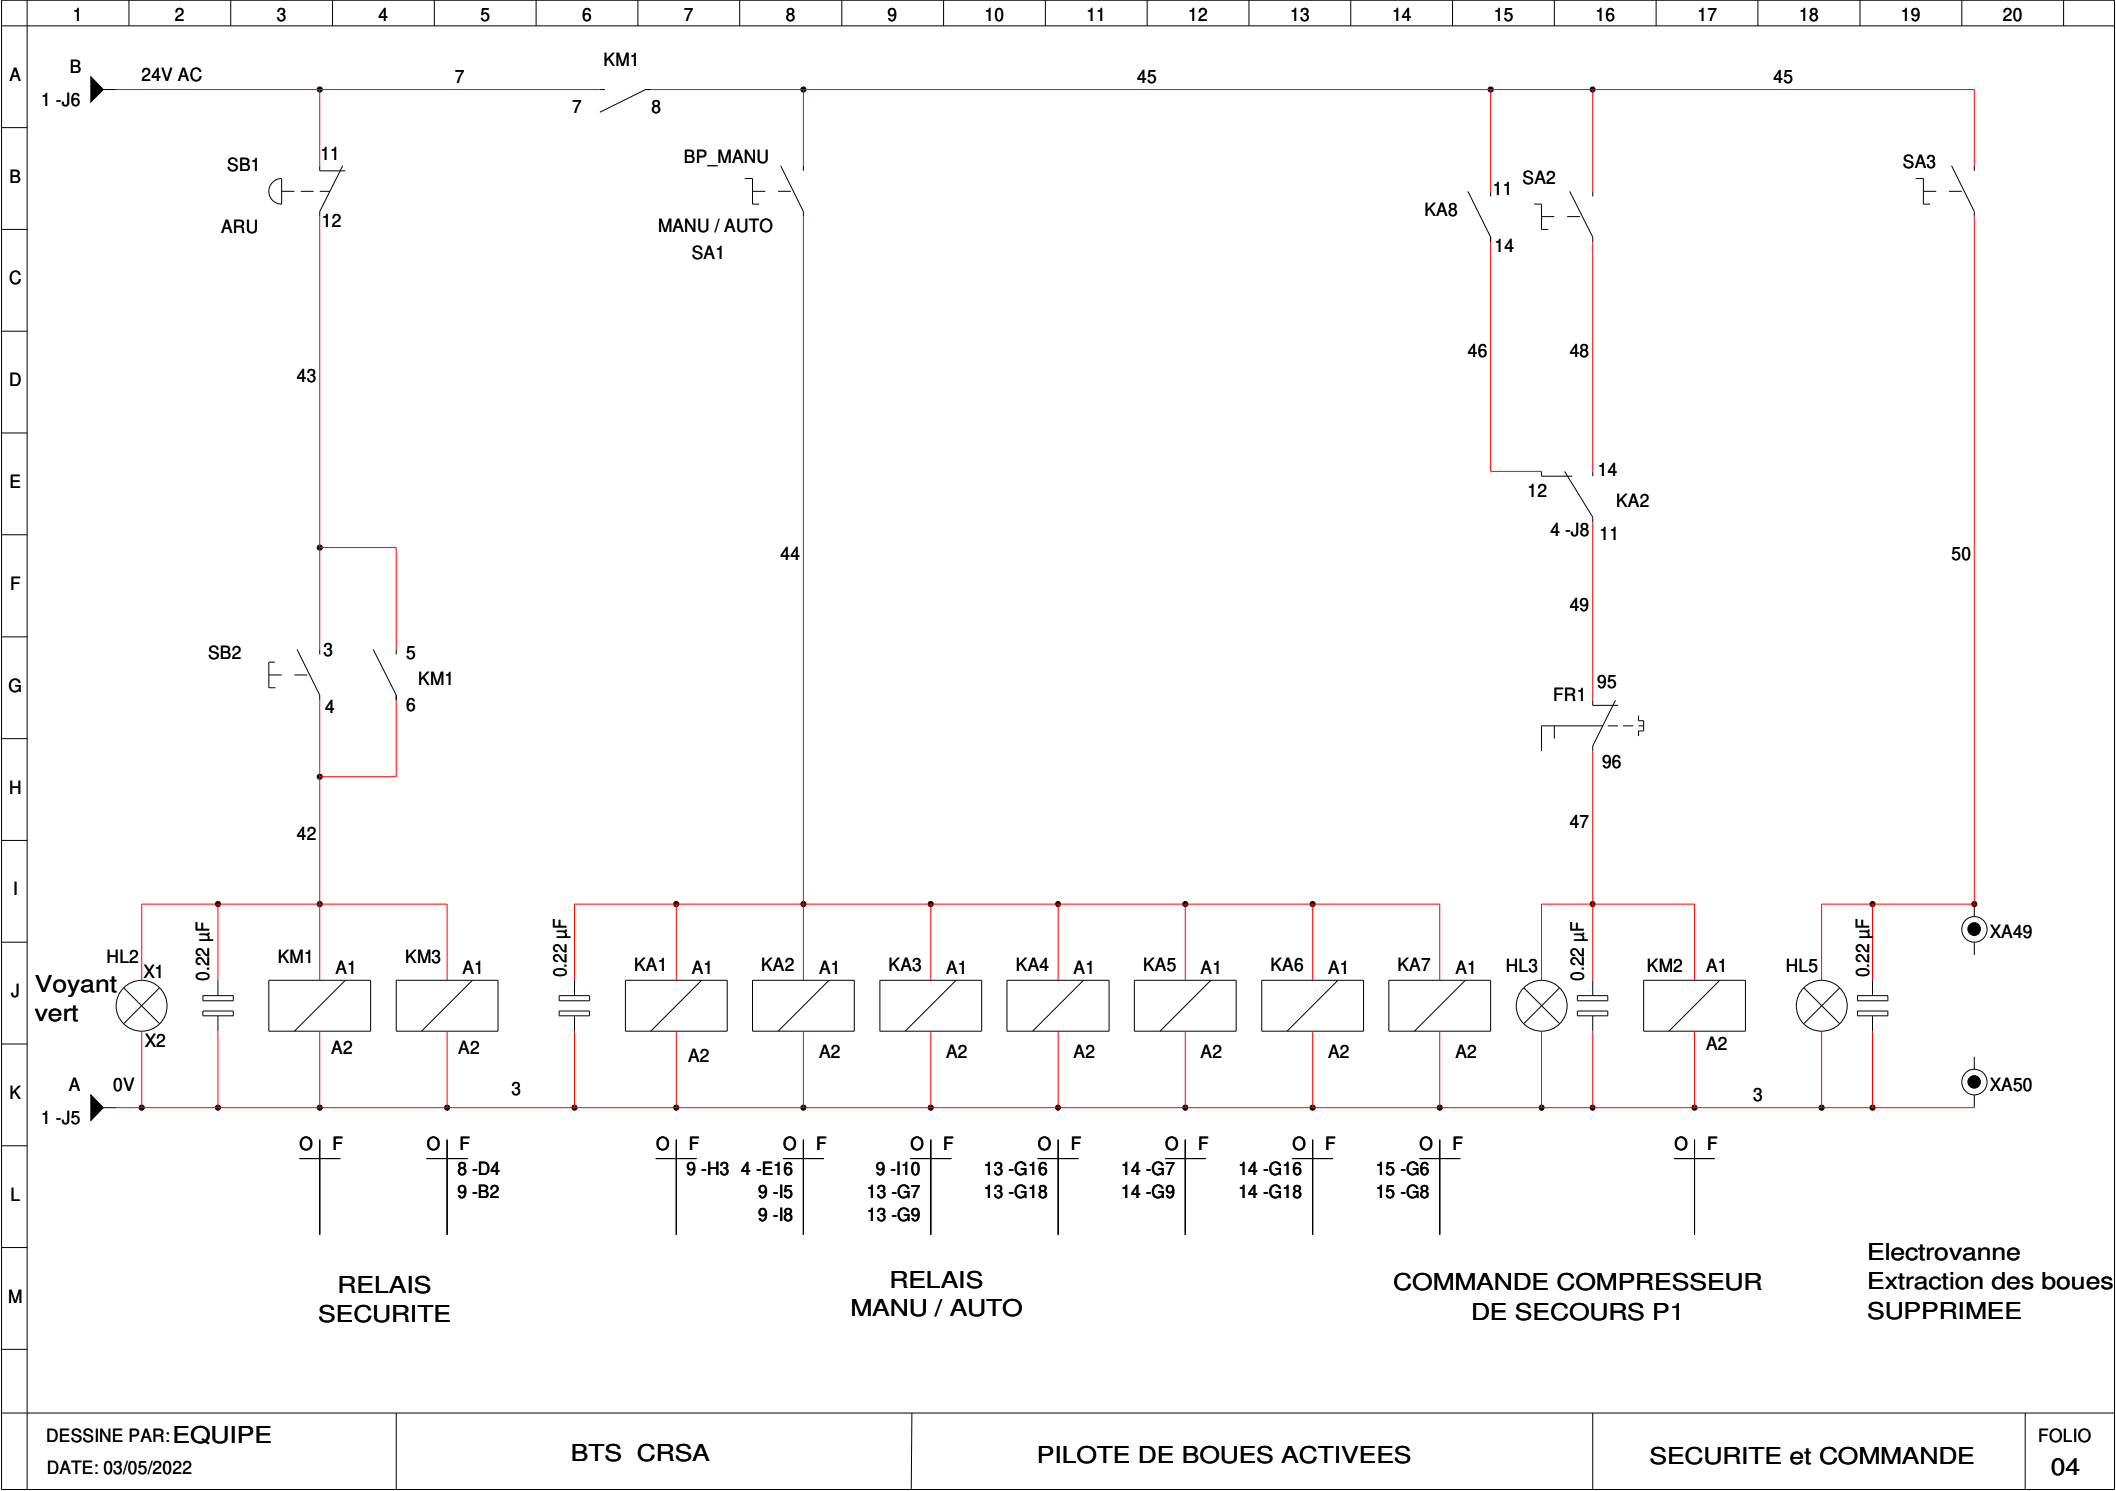 1 2 3 4 5 6 7 8 9 10 11 12 13 14 15 16 17 18 19 20
A
B
C
D
E
F
G
H
I
J
K
L
M
B
1 -J6
24V AC
7
KM1
7 8
45
45
SB1
11
12
ARU
BP_MANU
MANU / AUTO
SA1
KA8
11
14
SA2
SA3
43
46
48
14
12
KA2
4 -J8
11
44
50
49
SB2
3
4
5
6
KM1
FR1
95
96
42
47
Voyant
vert
HL2
X1
X2
0.22 µF
KM1 A1
A2
KM3 A1
A2
0.22 µF
KA1 A1
A2
KA2 A1
A2
KA3 A1
A2
KA4 A1
A2
KA5 A1
A2
KA6 A1
A2
KA7 A1
A2
HL3
0.22 µF
KM2 A1
A2
HL5
0.22 µF
XA49
XA50
A
1 -J5
0V
3
3
O F
O F
8 -D4
9 -B2
O F
9 -H3
O F
4 -E16
9 -I5
9 -I8
O F
9 -I10
13 -G7
13 -G9
O F
13 -G16
13 -G18
O F
14 -G7
14 -G9
O F
14 -G16
14 -G18
O F
15 -G6
15 -G8
O F
RELAIS
SECURITE
RELAIS
MANU / AUTO
COMMANDE COMPRESSEUR
DE SECOURS P1
Electrovanne
Extraction des boues
SUPPRIMEE
DESSINE PAR: EQUIPE
DATE: 03/05/2022
BTS CRSA
PILOTE DE BOUES ACTIVEES
SECURITE et COMMANDE
FOLIO
04